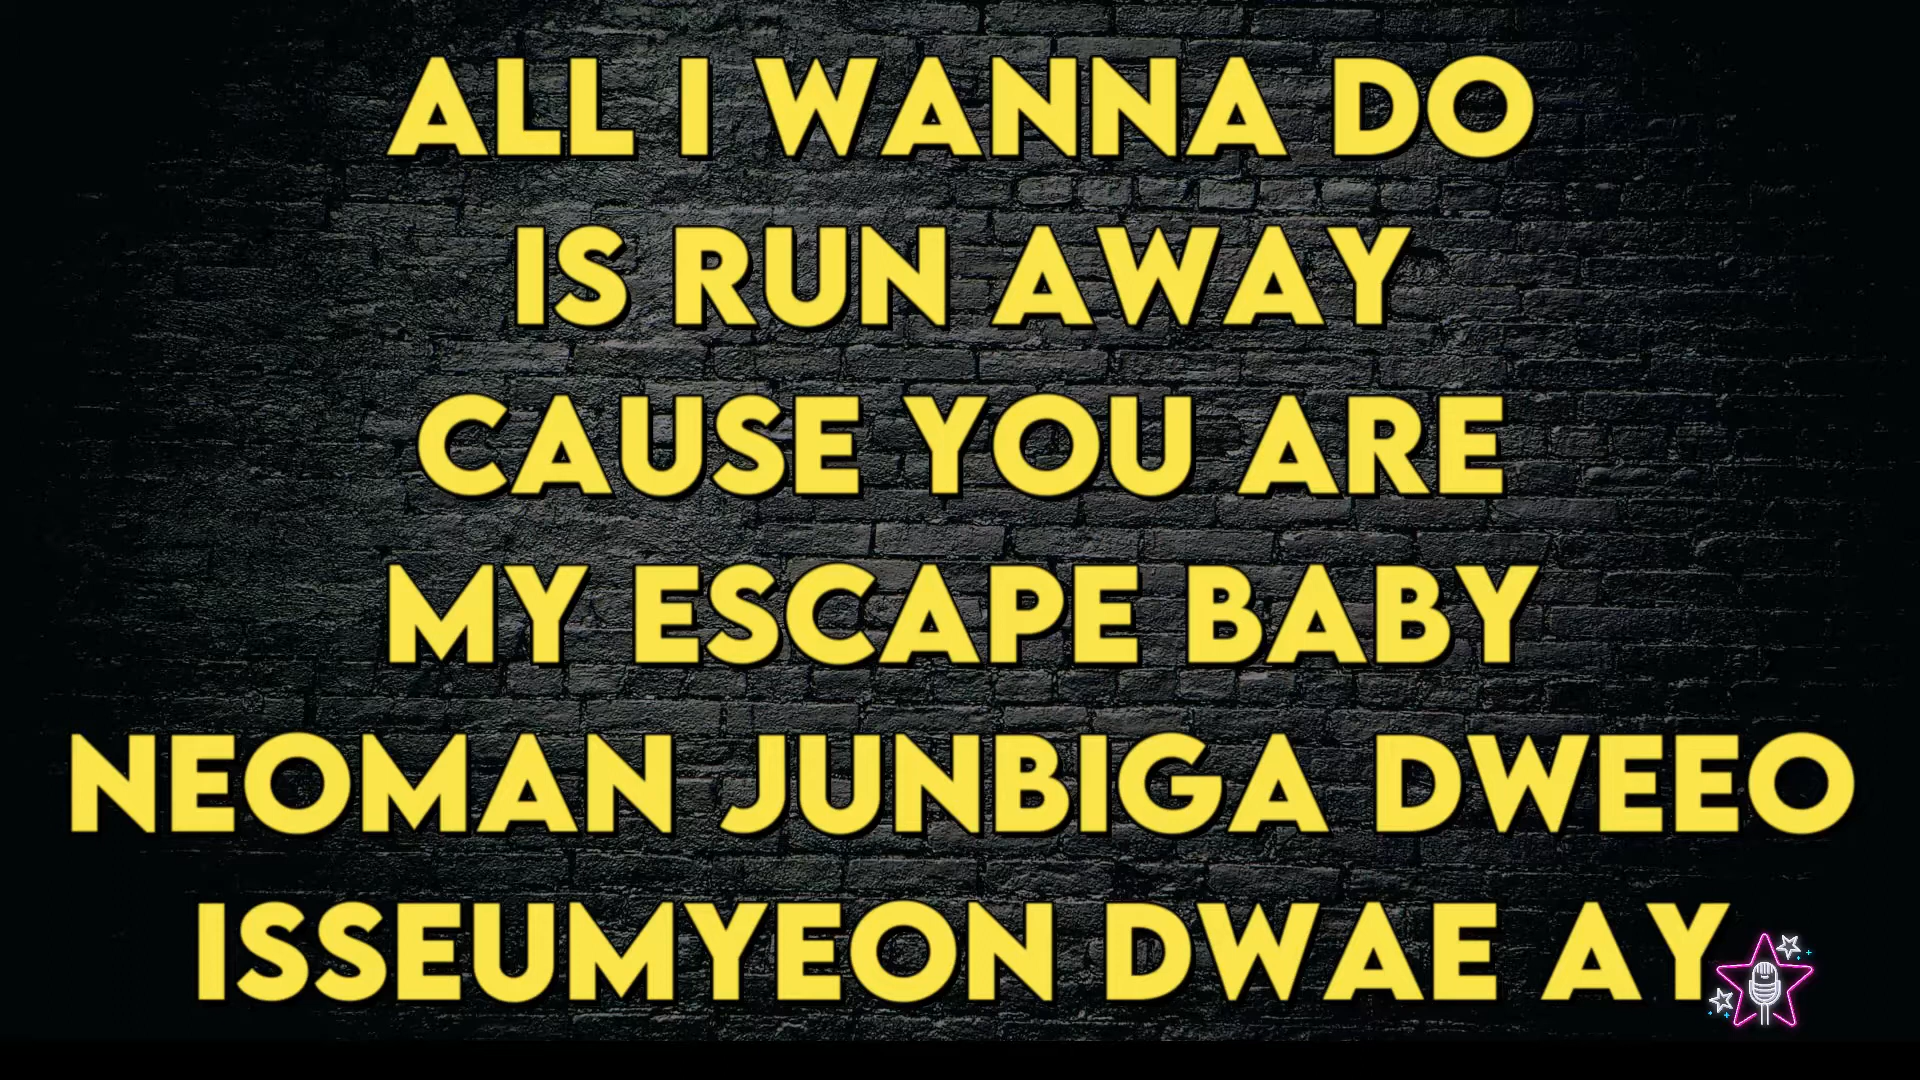 ALL I WANNA DO
IS RUN AWAY
CAUSE YOU ARE
MY ESCAPE BABY
NEOMAN JUNBIGA DWEEO
ISSEUMYEON DWAE AY